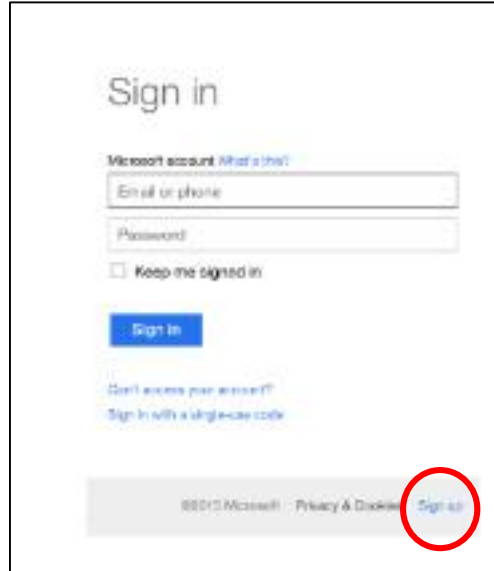 Sign in
Microsoft account What's this?
Email or phone
Password
Keep me signed in
Sign in
Can't access your account?
Sign in with a single-use code
Microsoft Privacy & Cookies Sign up